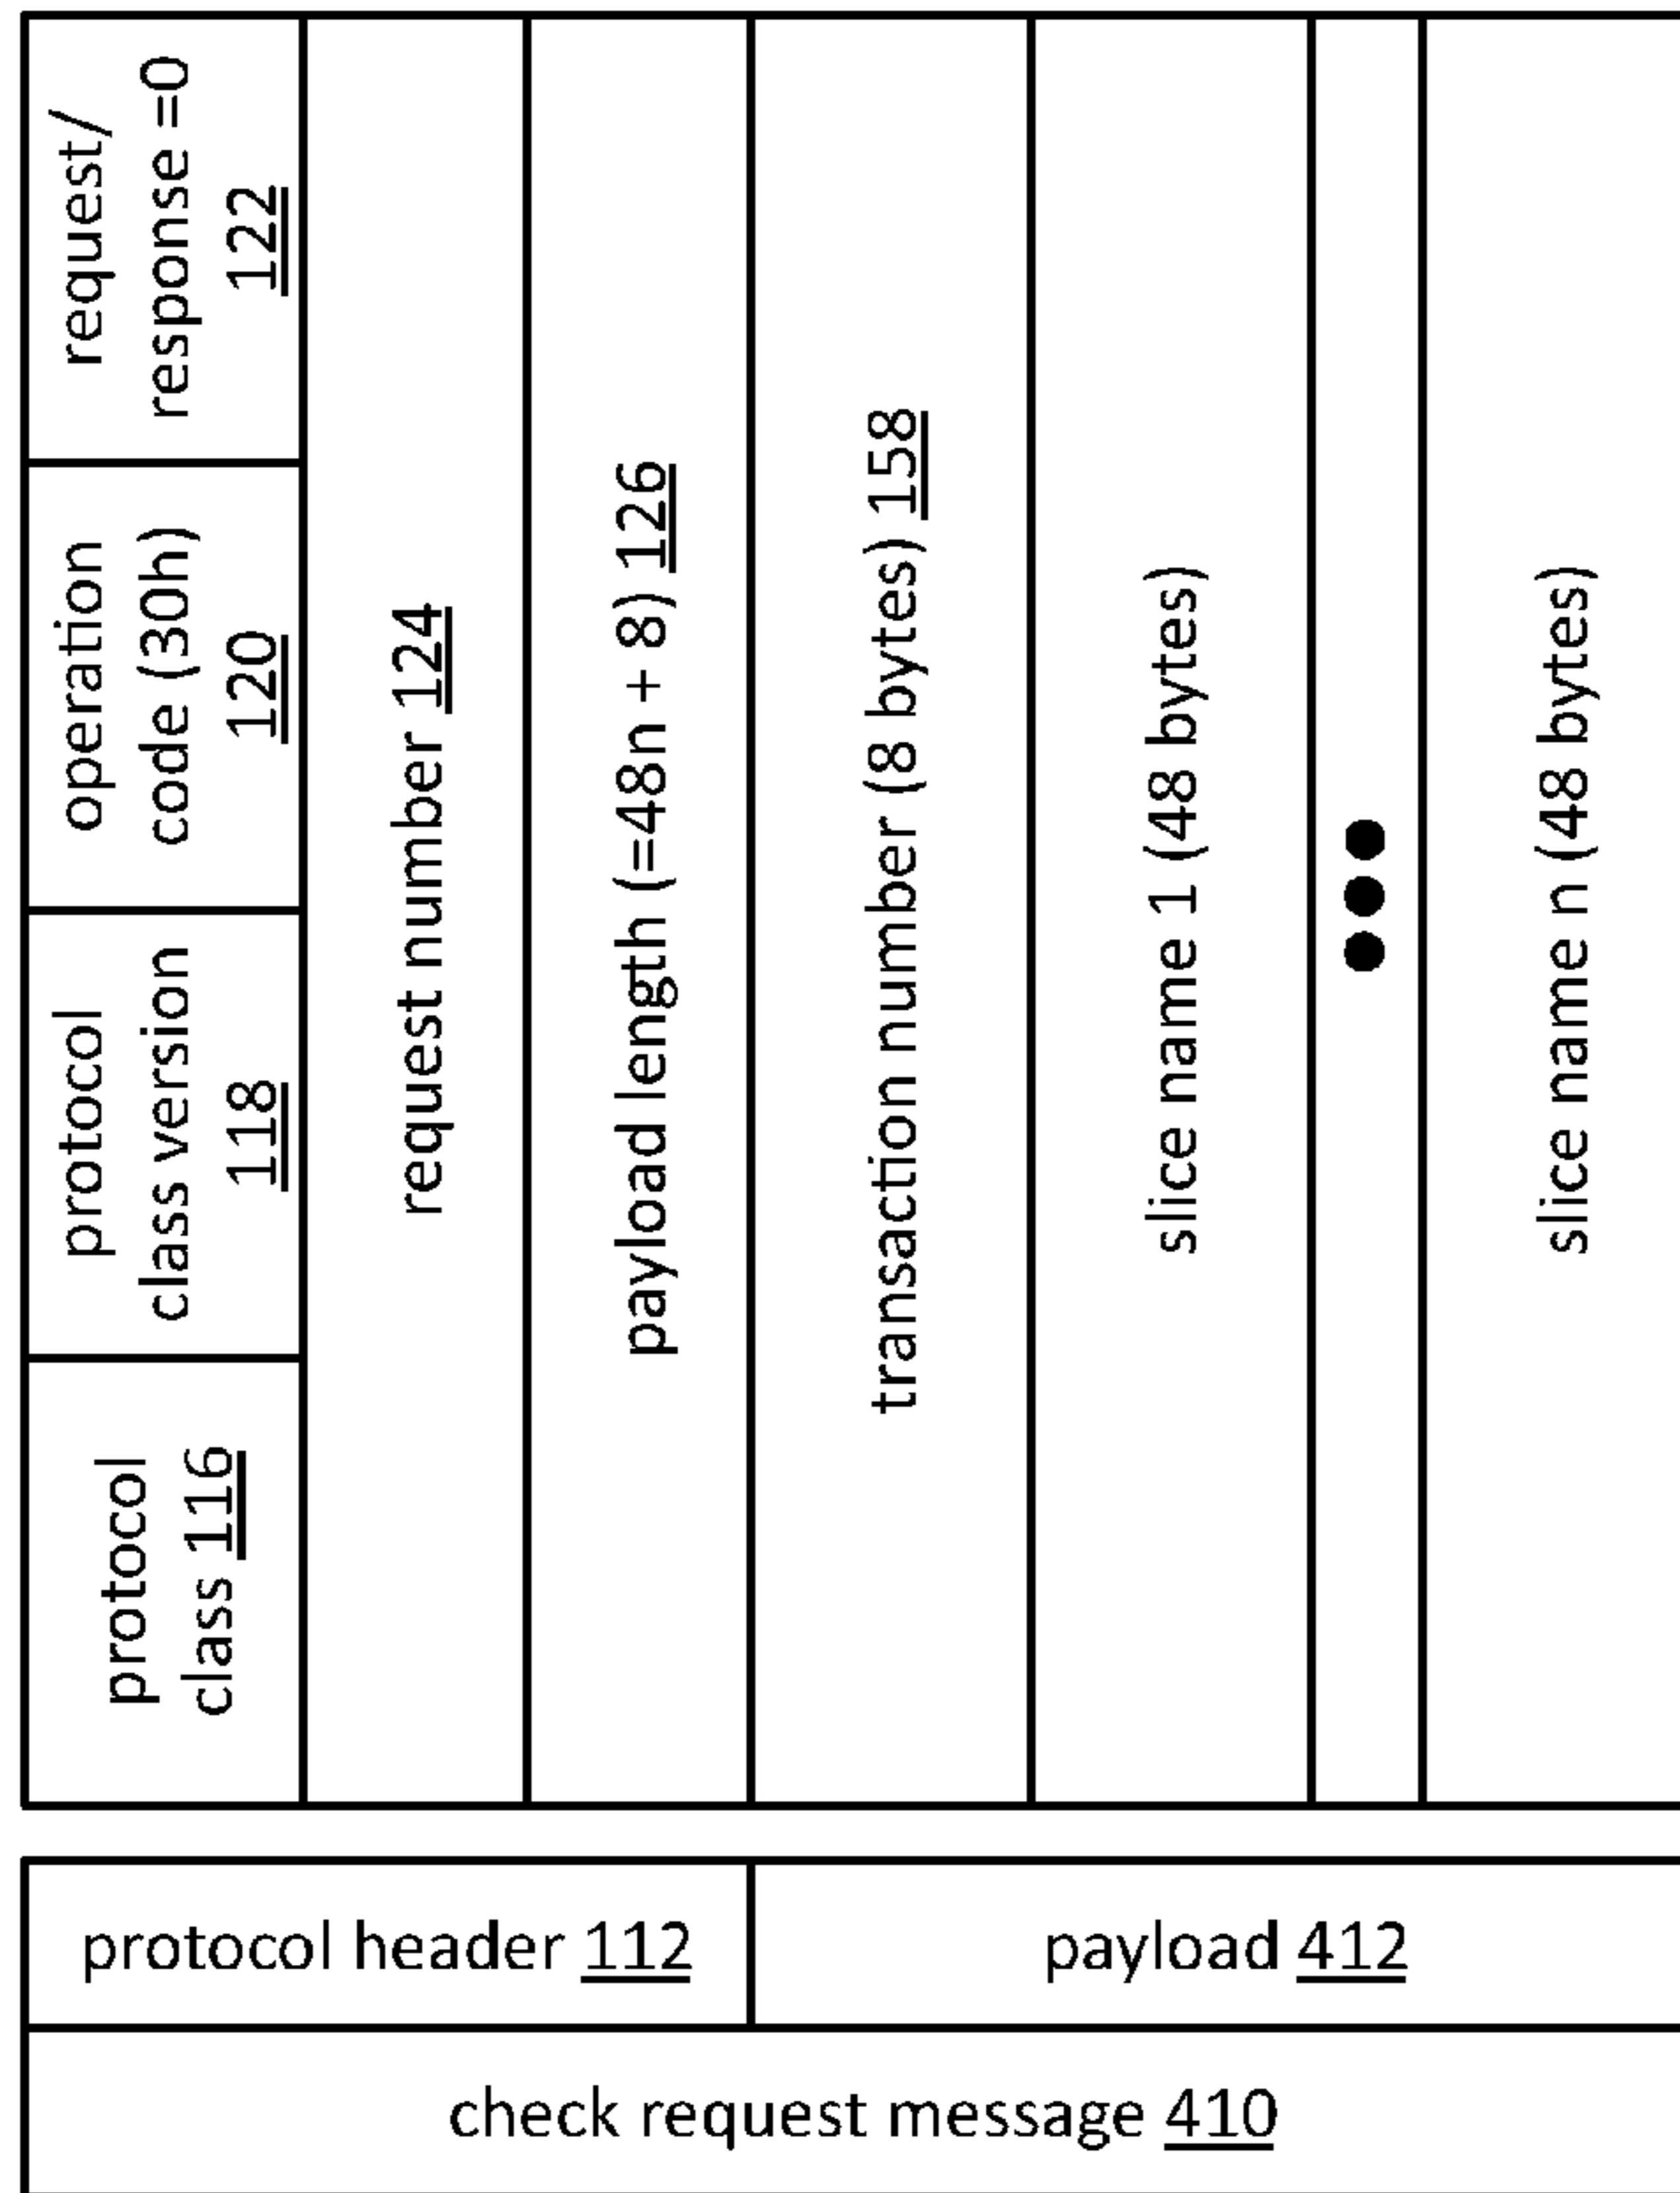 check request message 410
protocol header 112
payload 412
protocol
class 116
protocol
class version
118
operation
code (30h)
120
request/
response =0
122
request number 124
payload length (=48n + 8) 126
transaction number (8 bytes) 158
slice name 1 (48 bytes)
●●●
slice name n (48 bytes)